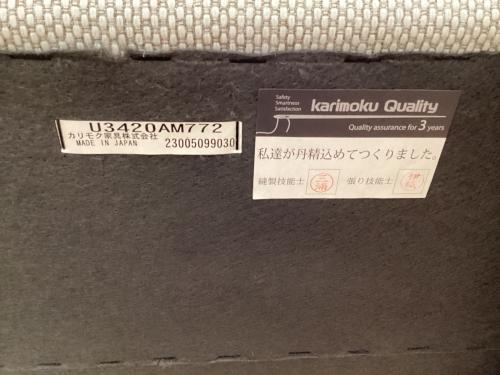 U3420AM772
カリモク家具株式会社
MADE IN JAPAN 23005099030
Safety
Smartness
Satisfaction
karimoku Quality
Quality assurance for 3 years
私達が丹精込めてつくりました。
縫製技能士 三浦 張り技能士